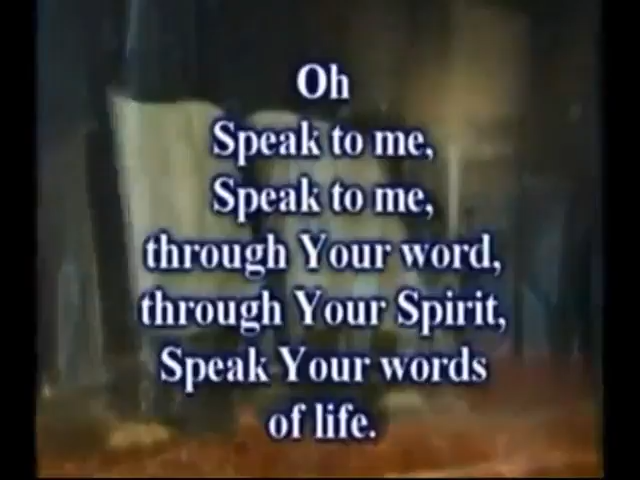 Oh
Speak to me,
Speak to me,
through Your word,
through Your Spirit,
Speak Your words
of life.